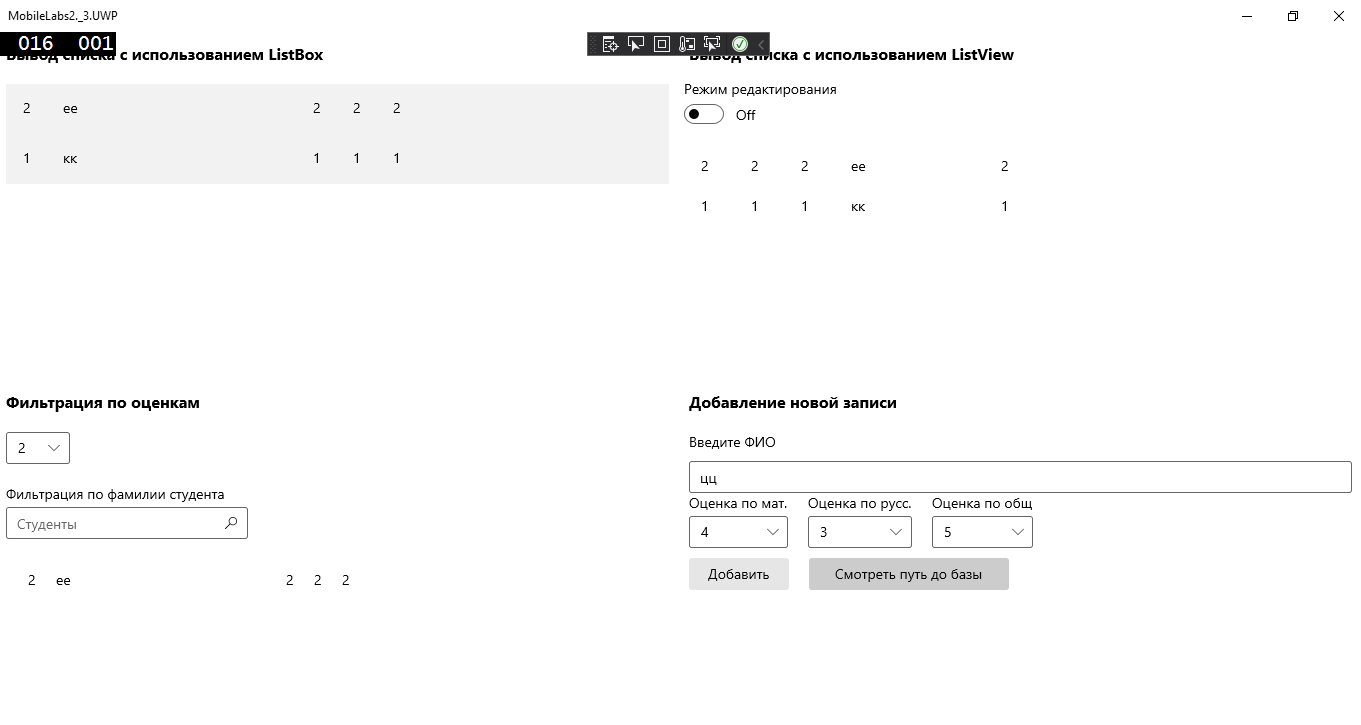 MobileLabs2._3.UWP
016 001
Вывод списка с использованием ListBox
2 ее 2 2 2
1 кк 1 1 1
Вывод списка с использованием ListView
Режим редактирования
Off
2 2 2 ее 2
1 1 1 кк 1
Фильтрация по оценкам
2
Фильтрация по фамилии студента
Студенты
2 ее 2 2 2
Добавление новой записи
Введите ФИО
цц
Оценка по мат. Оценка по русс. Оценка по общ
4 3 5
Добавить Смотреть путь до базы